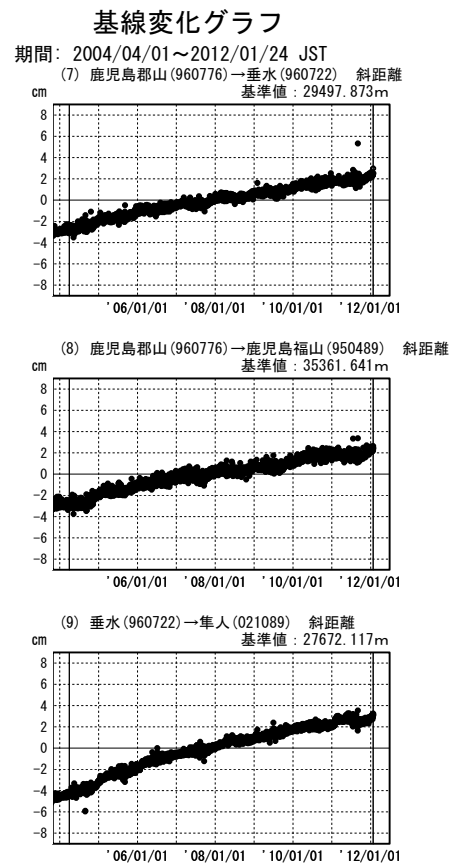 基線変化グラフ
期間: 2004/04/01～2012/01/24 JST
(7) 鹿児島郡山(960776)→垂水(960722) 斜距離
cm 基準値：29497.873m
8
6
4
2
0
-2
-4
-6
-8
'06/01/01 '08/01/01 '10/01/01 '12/01/01
(8) 鹿児島郡山(960776)→鹿児島福山(950489) 斜距離
cm 基準値：35361.641m
8
6
4
2
0
-2
-4
-6
-8
'06/01/01 '08/01/01 '10/01/01 '12/01/01
(9) 垂水(960722)→隼人(021089) 斜距離
cm 基準値：27672.117m
8
6
4
2
0
-2
-4
-6
-8
'06/01/01 '08/01/01 '10/01/01 '12/01/01